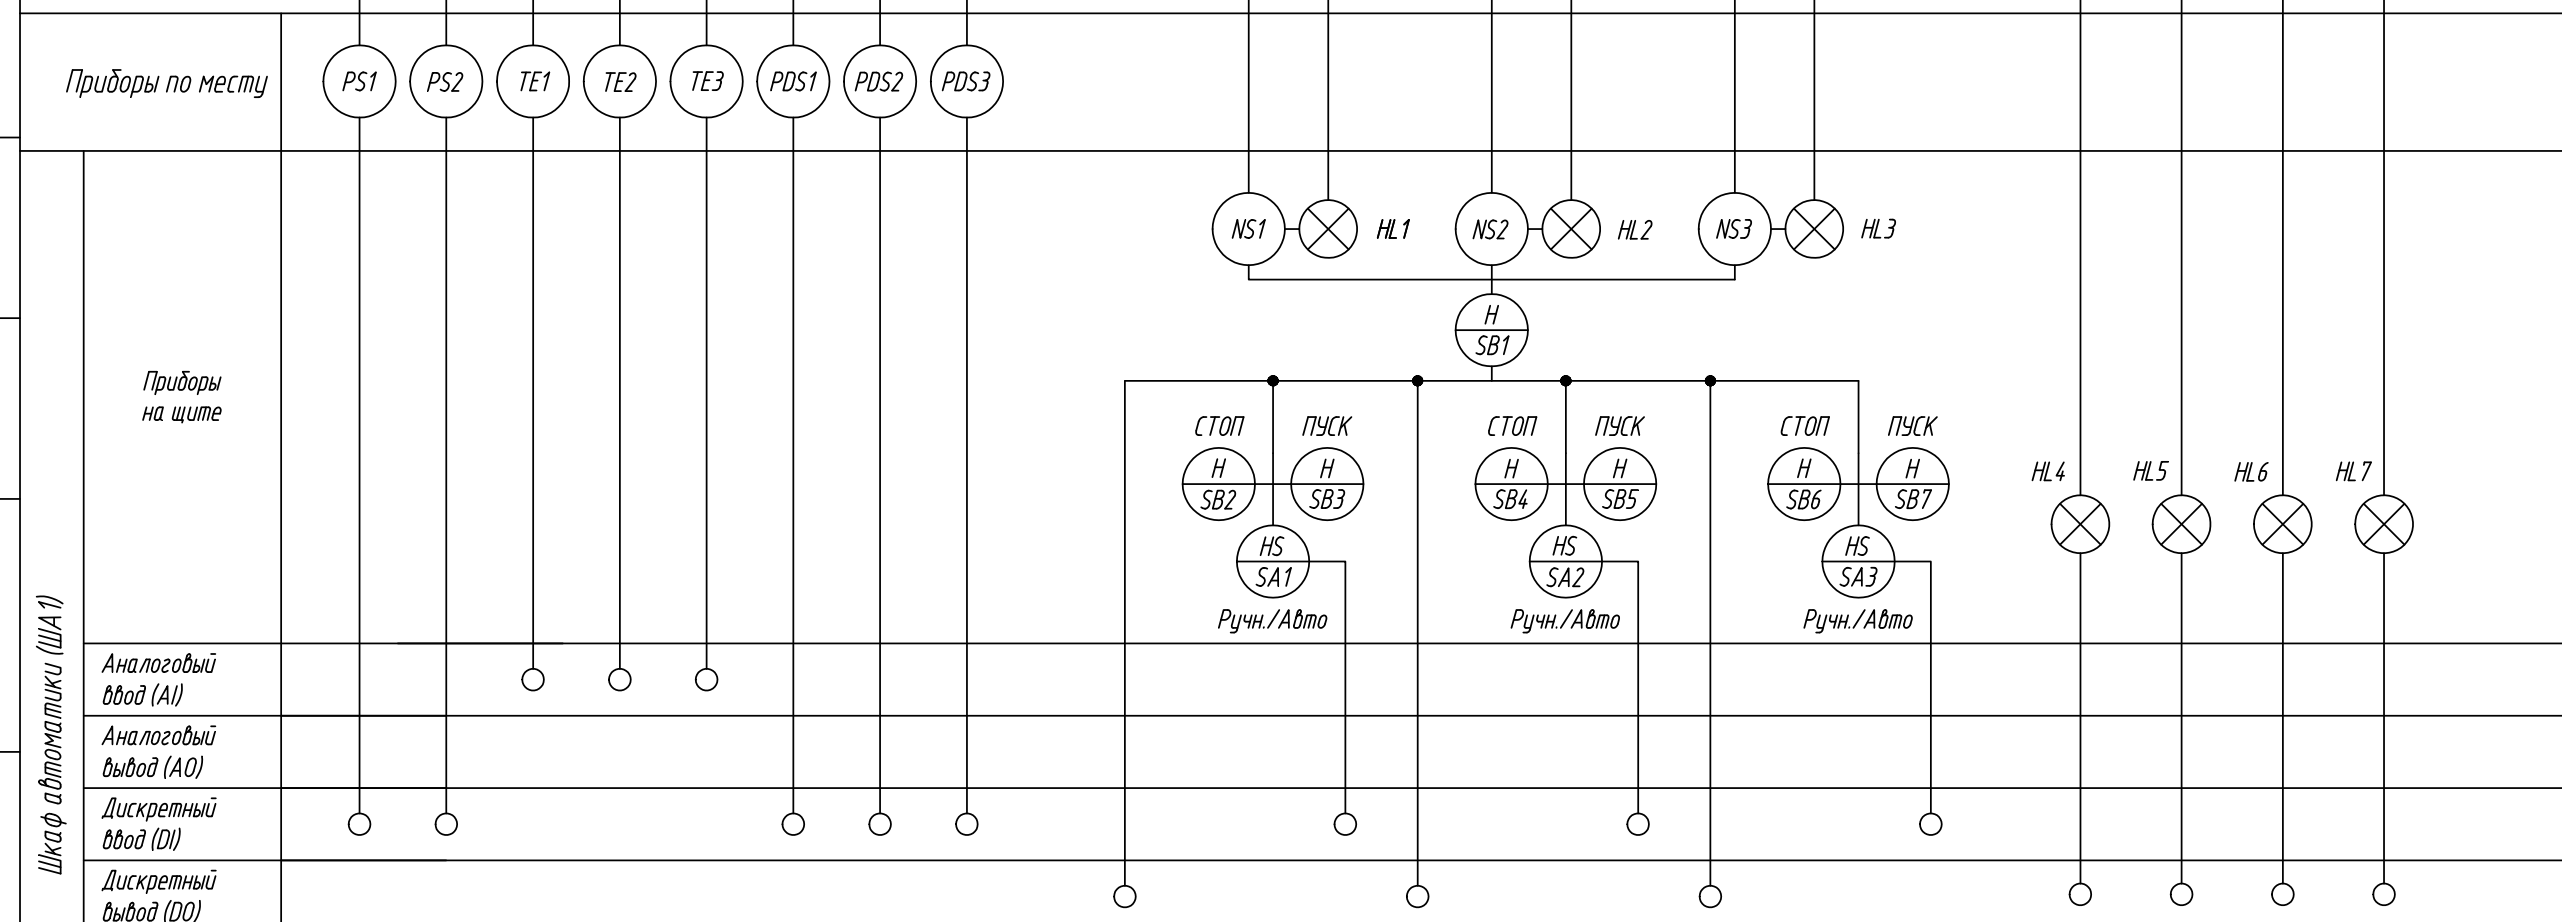 Приборы по месту
PS1 PS2 TE1 TE2 TE3 PDS1 PDS2 PDS3
NS1 HL1 NS2 HL2 NS3 HL3
H
SB1
Приборы
на щите
СТОП ПУСК СТОП ПУСК СТОП ПУСК
H H H H H H
SB2 SB3 SB4 SB5 SB6 SB7
HL4 HL5 HL6 HL7
HS HS HS
SA1 SA2 SA3
Ручн./Авто Ручн./Авто Ручн./Авто
Шкаф автоматики (ША1)
Аналоговый
ввод (AI)
Аналоговый
вывод (AO)
Дискретный
ввод (DI)
Дискретный
вывод (DO)